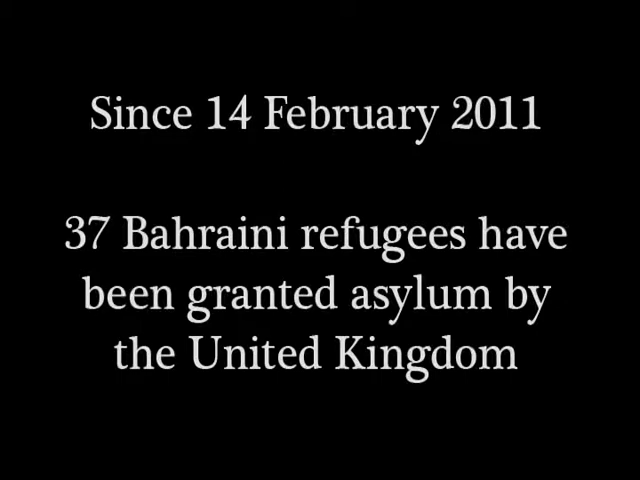 Since 14 February 2011
37 Bahraini refugees have
been granted asylum by
the United Kingdom